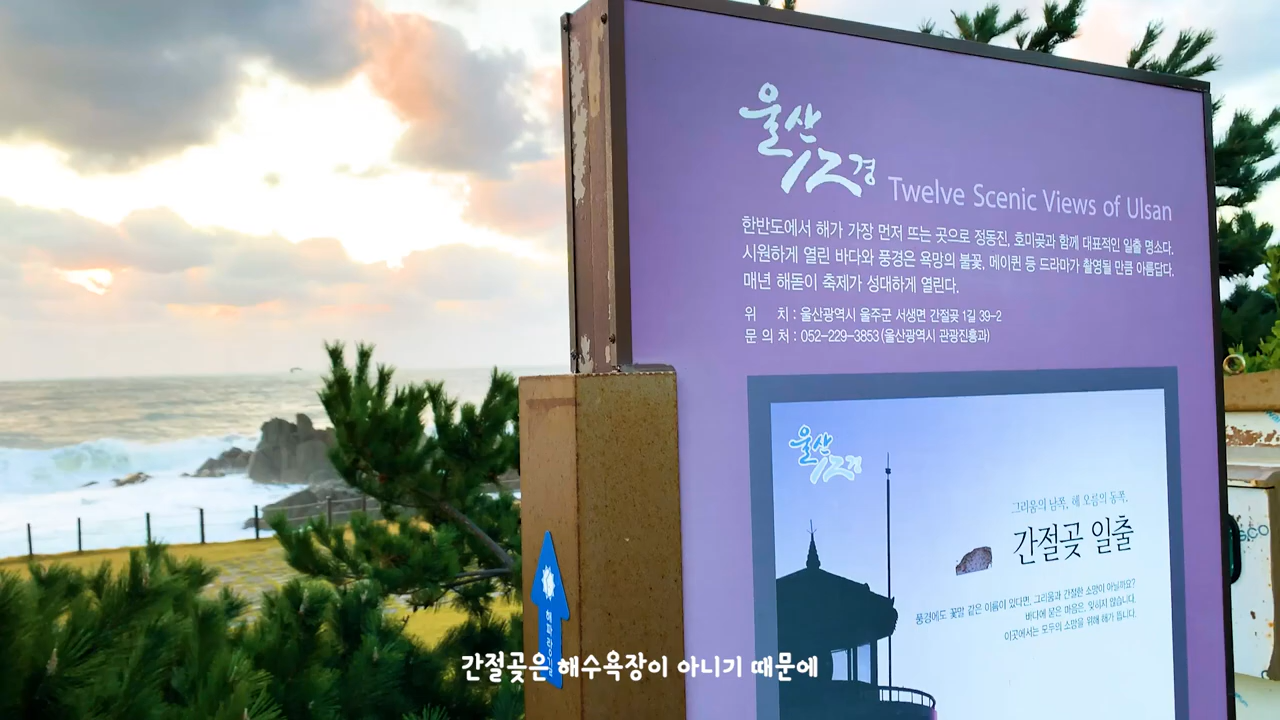 울산12경
Twelve Scenic Views of Ulsan
한반도에서 해가 가장 먼저 뜨는 곳으로 정동진, 호미곶과 함께 대표적인 일출 명소다.
시원하게 열린 바다와 풍경은 욕망의 불꽃, 메이퀸 등 드라마가 촬영될 만큼 아름답다.
매년 해돋이 축제가 성대하게 열린다.
위 치 : 울산광역시 울주군 서생면 간절곶 1길 39-2
문 의 처 : 052-229-3853(울산광역시 관광진흥과)
울산12경
그리움의 남쪽, 해 오름의 동쪽,
간절곶 일출
풍경에도 꽃말 같은 이름이 있다면, 그리움과 간절한 소망이 아닐까요?
바다에 묻은 마음은, 잊히지 않습니다.
이곳에서는 모두의 소망을 위해 해가 뜹니다.
해파랑길
간절곶은 해수욕장이 아니기 때문에